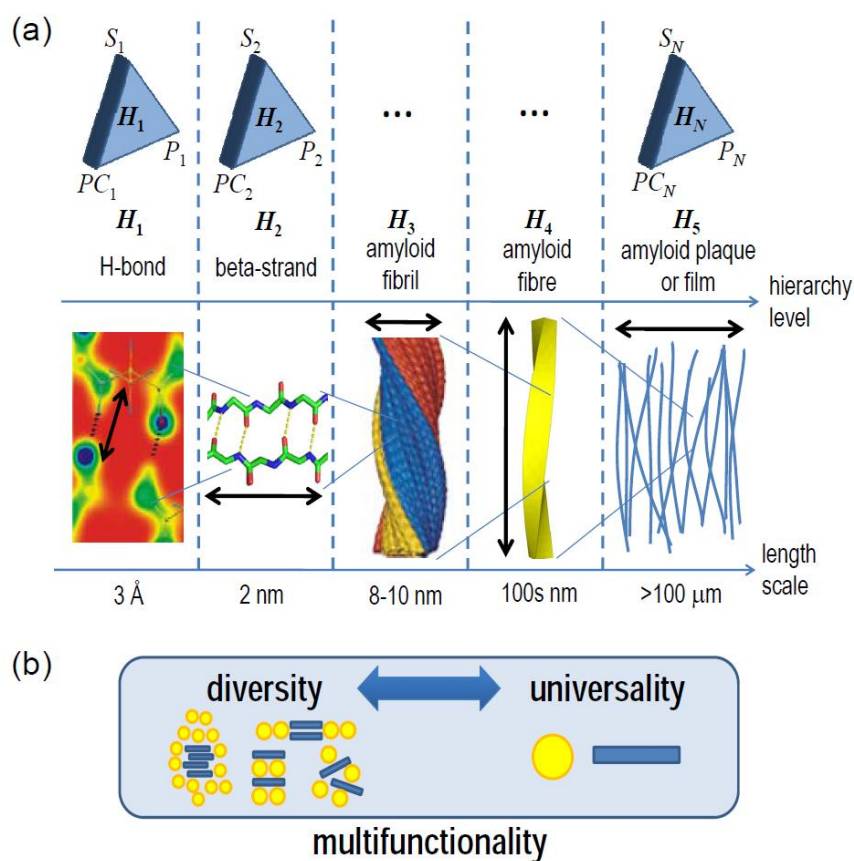 (a)
S1 S2 SN
H1 H2 ... ... HN
P1 P2 PN
PC1 PC2 PCN
H1 H2 H3 H4 H5
H-bond beta-strand amyloid fibril amyloid fibre amyloid plaque or film
hierarchy level
length scale
3 Å 2 nm 8-10 nm 100s nm >100 μm
(b)
diversity universality
multifunctionality